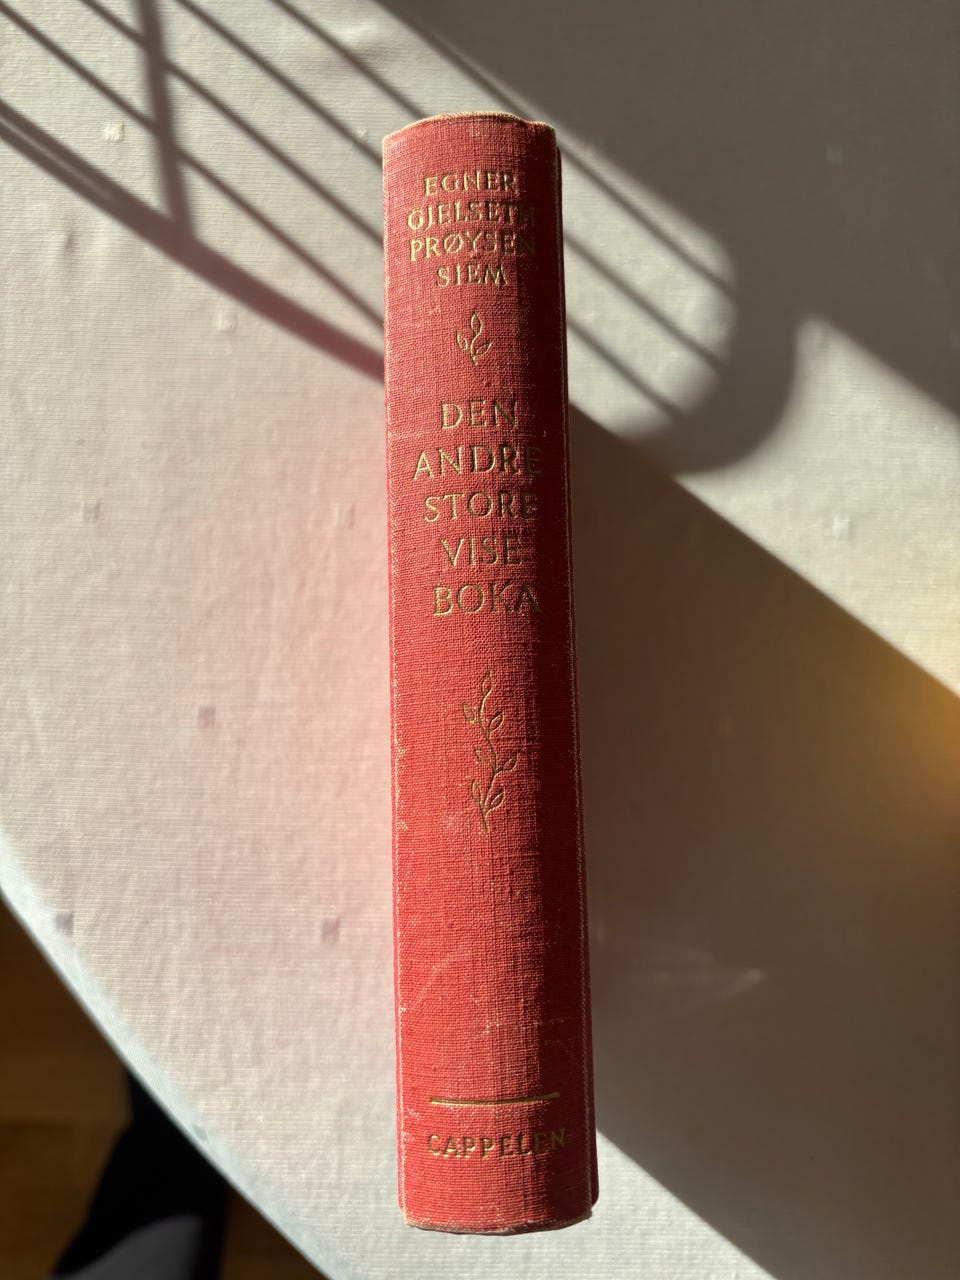 EGNER
GJELSETH
PRØYSEN
SIEM
DEN
ANDRE
STORE
VISE
BOKA
CAPPELEN